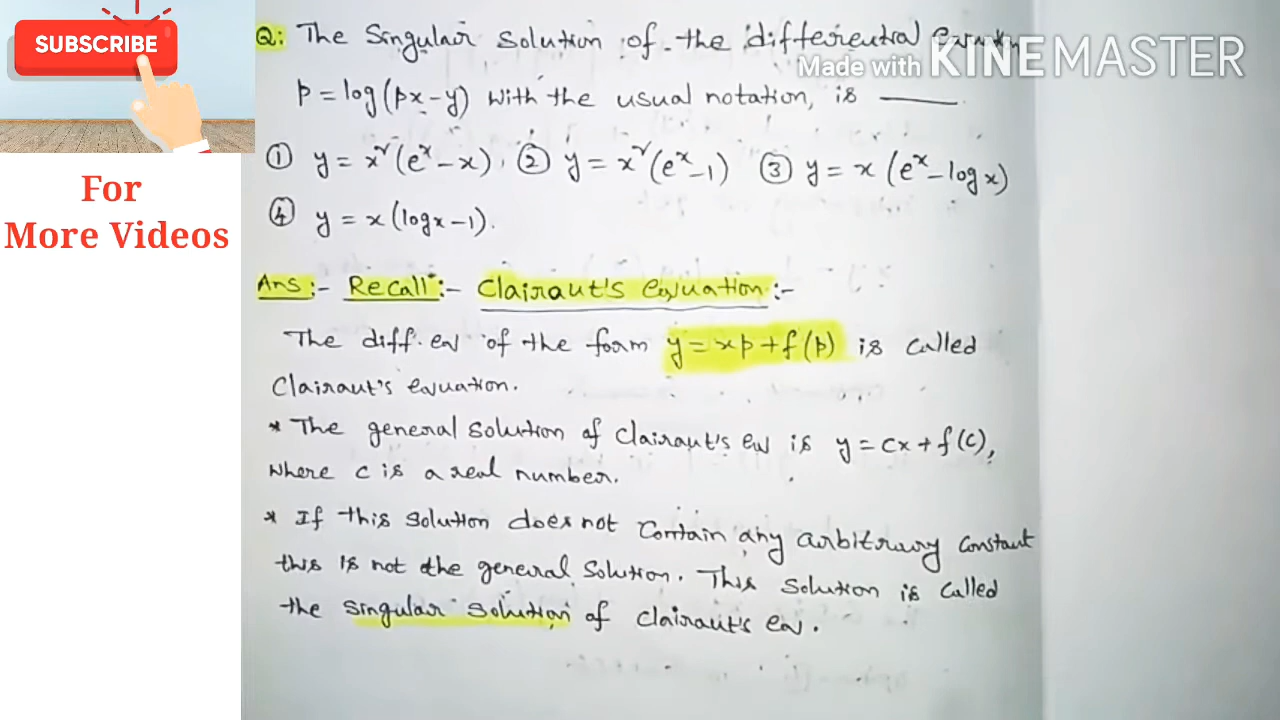 SUBSCRIBE
For
More Videos
Made with KINEMASTER
Q: The Singular solution of the differential Equation
p = log(px-y) with the usual notation, is ———
① y = x²(eˣ - x). ② y = x²(eˣ-1) ③ y = x (eˣ - log x)
④ y = x(logx-1).
Ans :- Recall :- Clairaut's equation :-
The diff. eq of the form y = xp + f(p) is called
Clairaut's equation.
* The general solution of Clairaut's eq is y = cx + f(c),
where c is a real number.
* If this solution does not contain any arbitrary constant
this is not the general solution. This solution is called
the singular solution of Clairaut's eq.